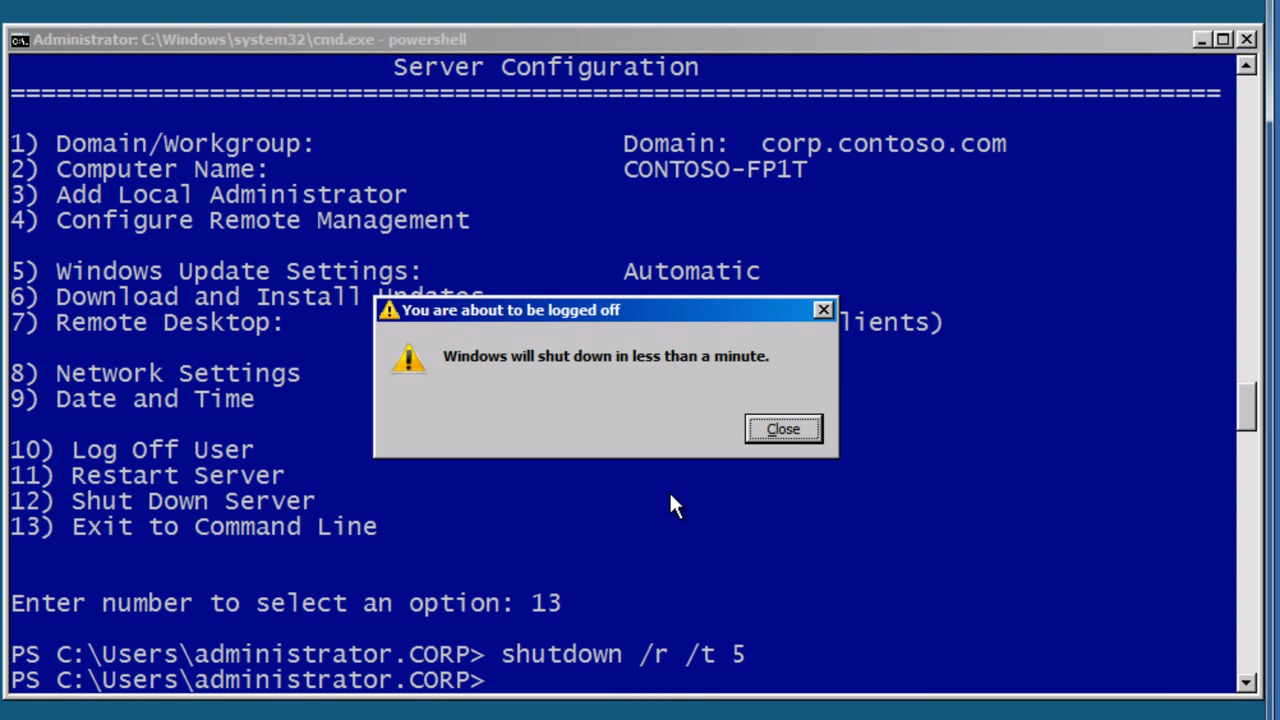 Administrator: C:\Windows\system32\cmd.exe - powershell
Server Configuration
===============================================================================
1) Domain/Workgroup: Domain: corp.contoso.com
2) Computer Name: CONTOSO-FP1T
3) Add Local Administrator
4) Configure Remote Management
5) Windows Update Settings: Automatic
6) Download and Install Updates
7) Remote Desktop: lients)
You are about to be logged off
Windows will shut down in less than a minute.
Close
8) Network Settings
9) Date and Time
10) Log Off User
11) Restart Server
12) Shut Down Server
13) Exit to Command Line
Enter number to select an option: 13
PS C:\Users\administrator.CORP> shutdown /r /t 5
PS C:\Users\administrator.CORP>